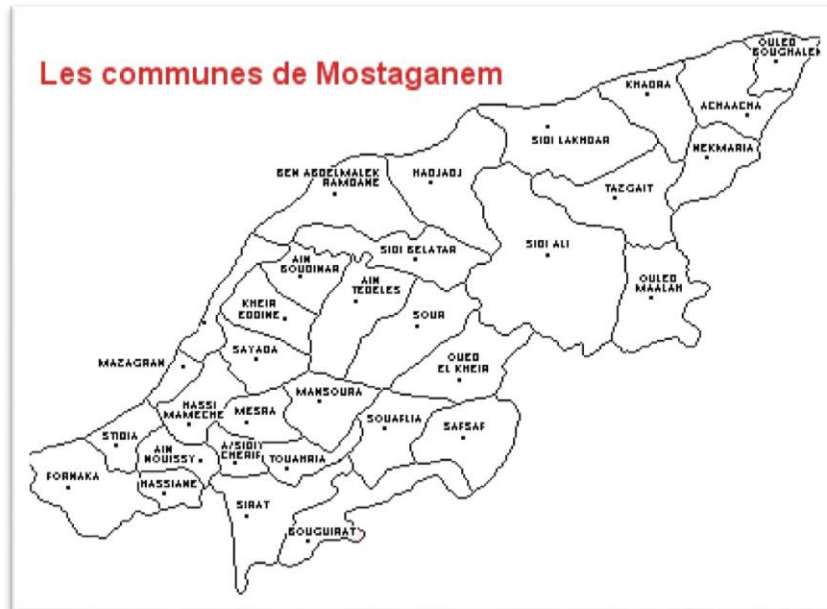 Les communes de Mostaganem
OULED
BOUGHALEM
KHADRA
ACHAACHA
SIDI LAKHDAR
NEKMARIA
BEN ABDELMALEK
RAMDANE
HADJADJ
TAZGAIT
SIDI BELATAR
SIDI ALI
AIN
BOUDINAR
AIN
TEDELES
OULED
MAALAH
KHEIR
EDDINE
SOUR
SAYADA
MAZAGRAN
OUED
EL KHEIR
MANSOURA
HASSI
MAMECHE
MESRA
SOUAFLIA
SAFSAF
STIDIA
AIN
NOUISSY
A/SIDI
CHERIF
TOUAHRIA
FORNAKA
HASSIANE
SIRAT
BOUGUIRAT